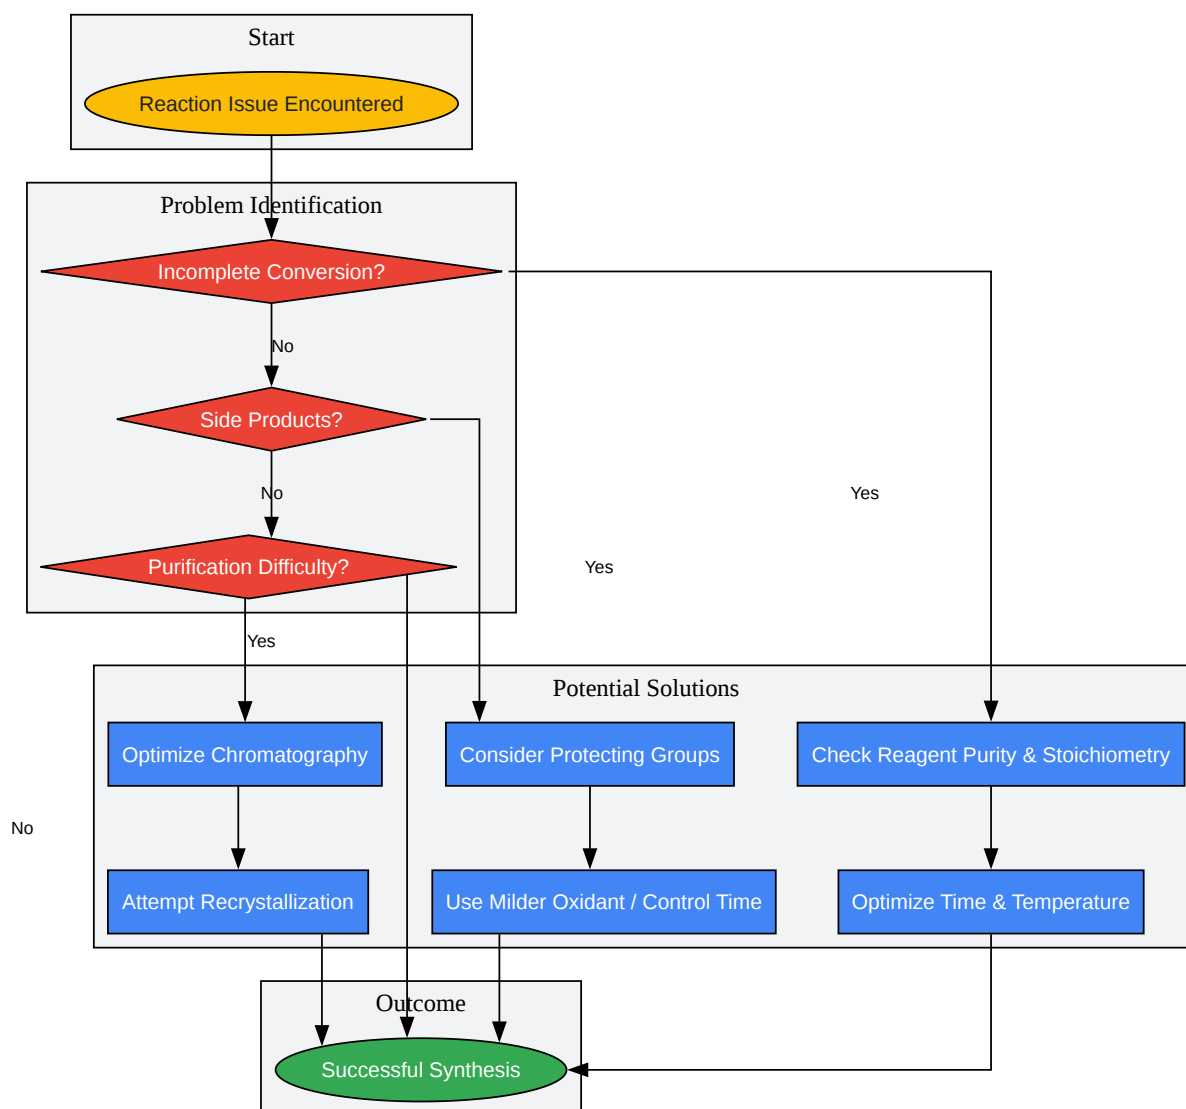 Start
Reaction Issue Encountered
Problem Identification
Incomplete Conversion?
No
Side Products?
No
Yes
Purification Difficulty?
Yes
Yes
Potential Solutions
Optimize Chromatography
Consider Protecting Groups
Check Reagent Purity & Stoichiometry
No
Attempt Recrystallization
Use Milder Oxidant / Control Time
Optimize Time & Temperature
Outcome
Successful Synthesis